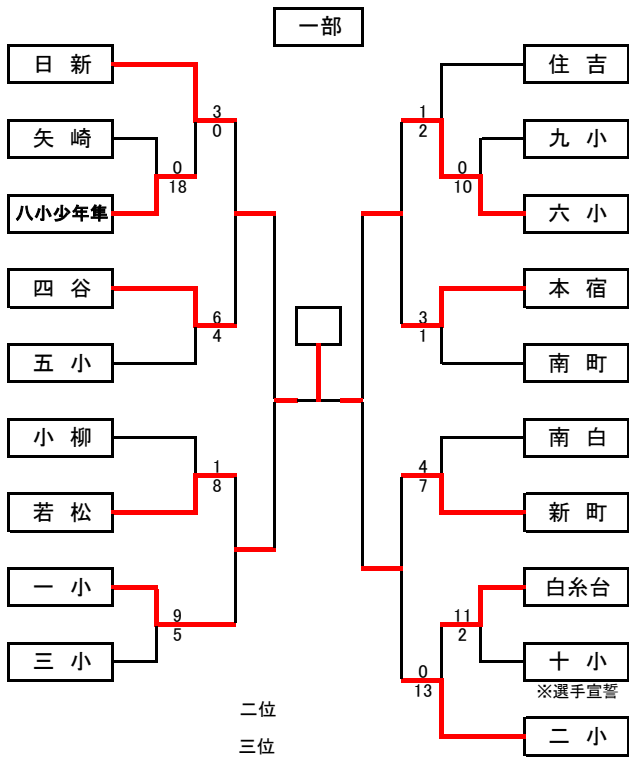 一部
日 新
矢 崎
八小少年隼
四 谷
五 小
小 柳
若 松
一 小
三 小
3
0
0
18
6
4
1
8
9
5
住 吉
九 小
六 小
本 宿
南 町
南 白
新 町
白糸台
十 小
※選手宣誓
二 小
1
2
0
10
3
1
4
7
11
2
0
13
二位
三位